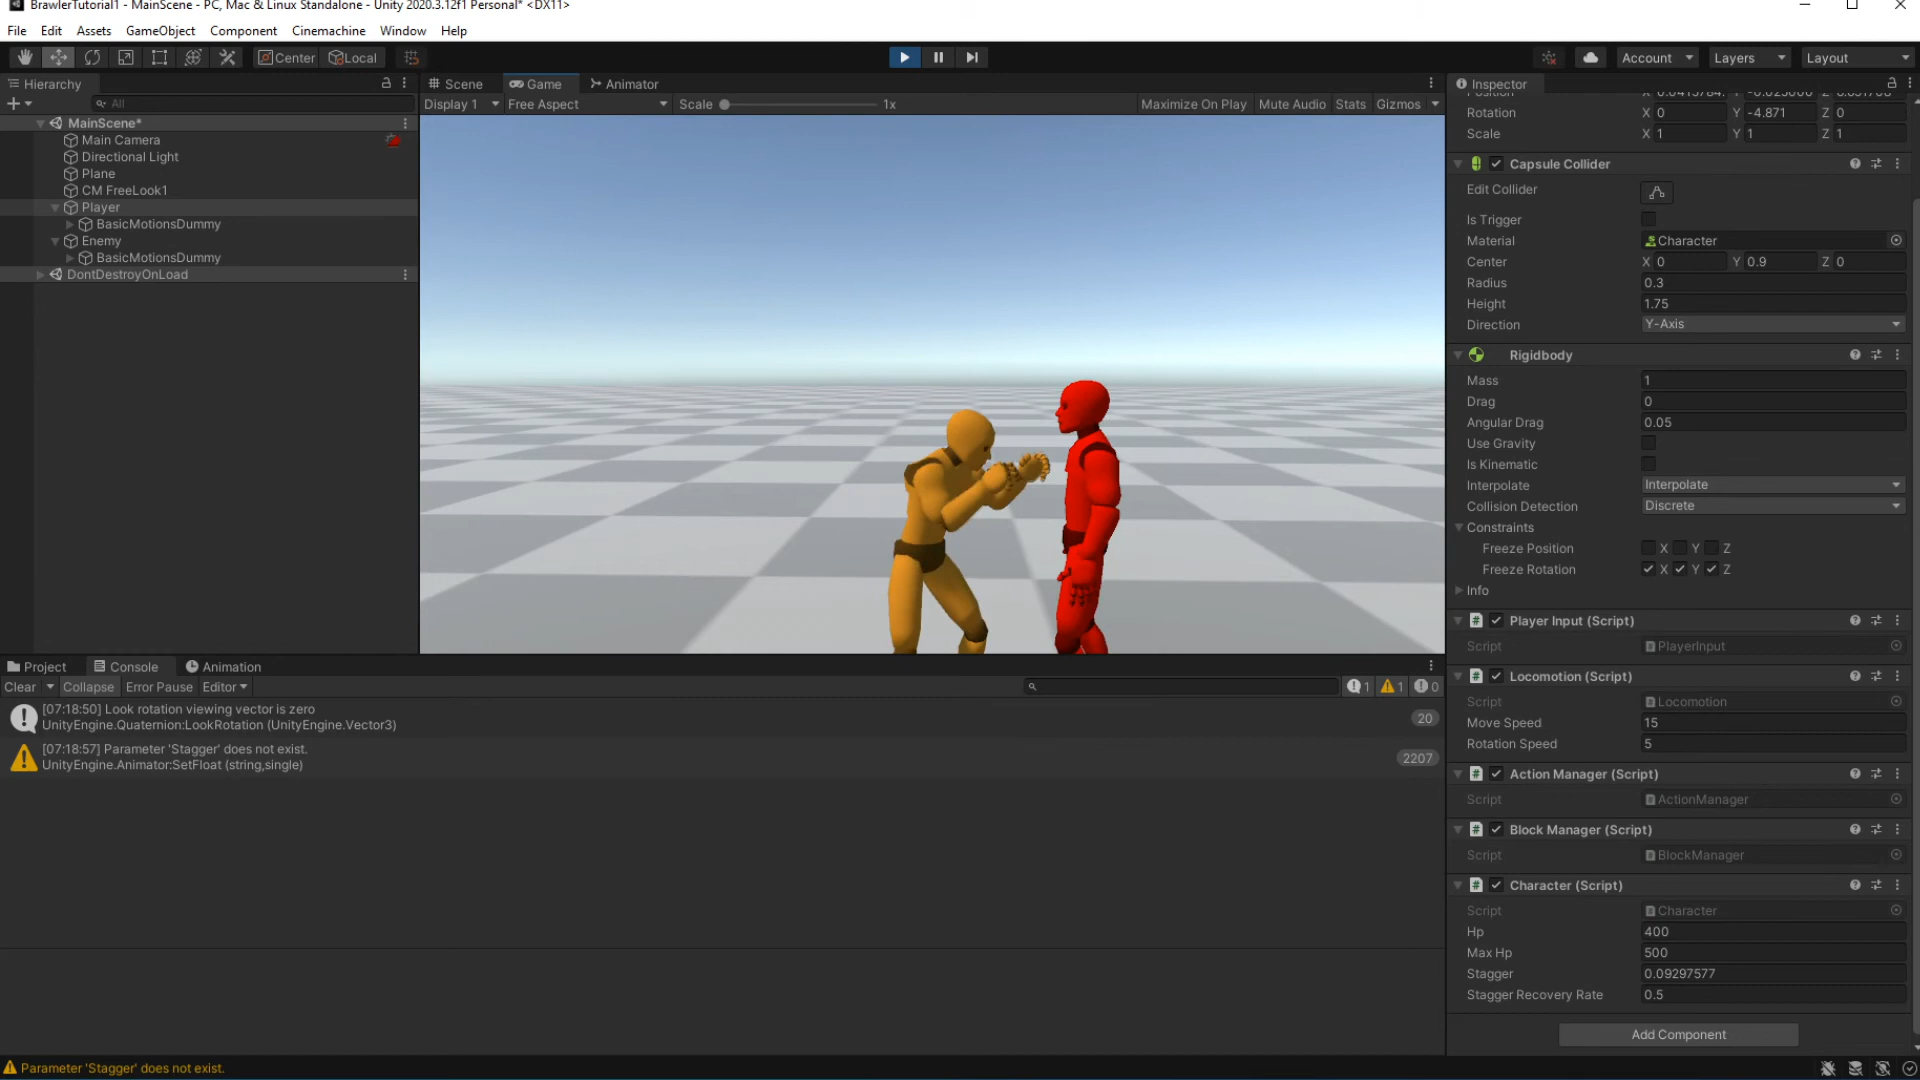 BrawlerTutorial1 - MainScene - PC, Mac & Linux Standalone - Unity 2020.3.12f1 Personal* <DX11>
File Edit Assets GameObject Component Cinemachine Window Help
Center Local Account Layers Layout
Hierarchy
All
MainScene*
Main Camera
Directional Light
Plane
CM FreeLook1
Player
BasicMotionsDummy
Enemy
BasicMotionsDummy
DontDestroyOnLoad
Scene Game Animator
Display 1 Free Aspect Scale 1x Maximize On Play Mute Audio Stats Gizmos
Inspector
Rotation X 0 Y -4.871 Z 0
Scale X 1 Y 1 Z 1
Capsule Collider
Edit Collider
Is Trigger
Material Character
Center X 0 Y 0.9 Z 0
Radius 0.3
Height 1.75
Direction Y-Axis
Rigidbody
Mass 1
Drag 0
Angular Drag 0.05
Use Gravity
Is Kinematic
Interpolate Interpolate
Collision Detection Discrete
Constraints
Freeze Position X Y Z
Freeze Rotation X Y Z
Info
Player Input (Script)
Script PlayerInput
Locomotion (Script)
Script Locomotion
Move Speed 15
Rotation Speed 5
Action Manager (Script)
Script ActionManager
Block Manager (Script)
Script BlockManager
Character (Script)
Script Character
Hp 400
Max Hp 500
Stagger 0.09297577
Stagger Recovery Rate 0.5
Add Component
Project Console Animation
Clear Collapse Error Pause Editor 1 1 0
[07:18:50] Look rotation viewing vector is zero
UnityEngine.Quaternion:LookRotation (UnityEngine.Vector3)
20
[07:18:57] Parameter 'Stagger' does not exist.
UnityEngine.Animator:SetFloat (string,single)
2207
Parameter 'Stagger' does not exist.